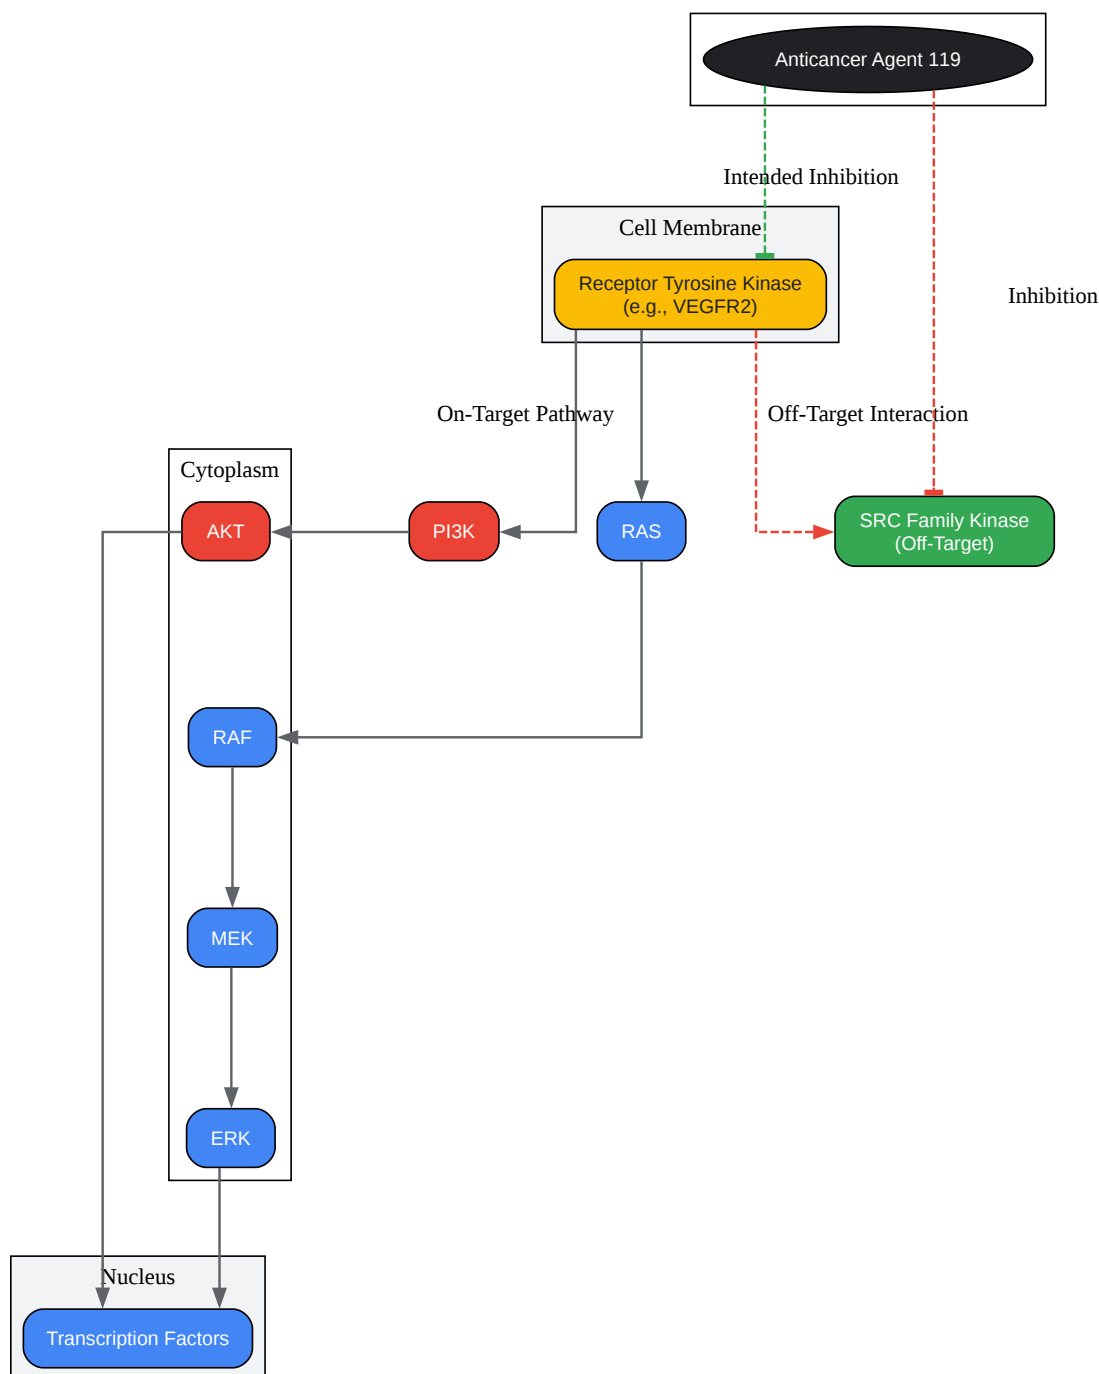 Anticancer Agent 119
Intended Inhibition
Cell Membrane
Receptor Tyrosine Kinase
(e.g., VEGFR2)
Inhibition
On-Target Pathway
Off-Target Interaction
Cytoplasm
AKT
PI3K
RAS
SRC Family Kinase
(Off-Target)
RAF
MEK
ERK
Nucleus
Transcription Factors